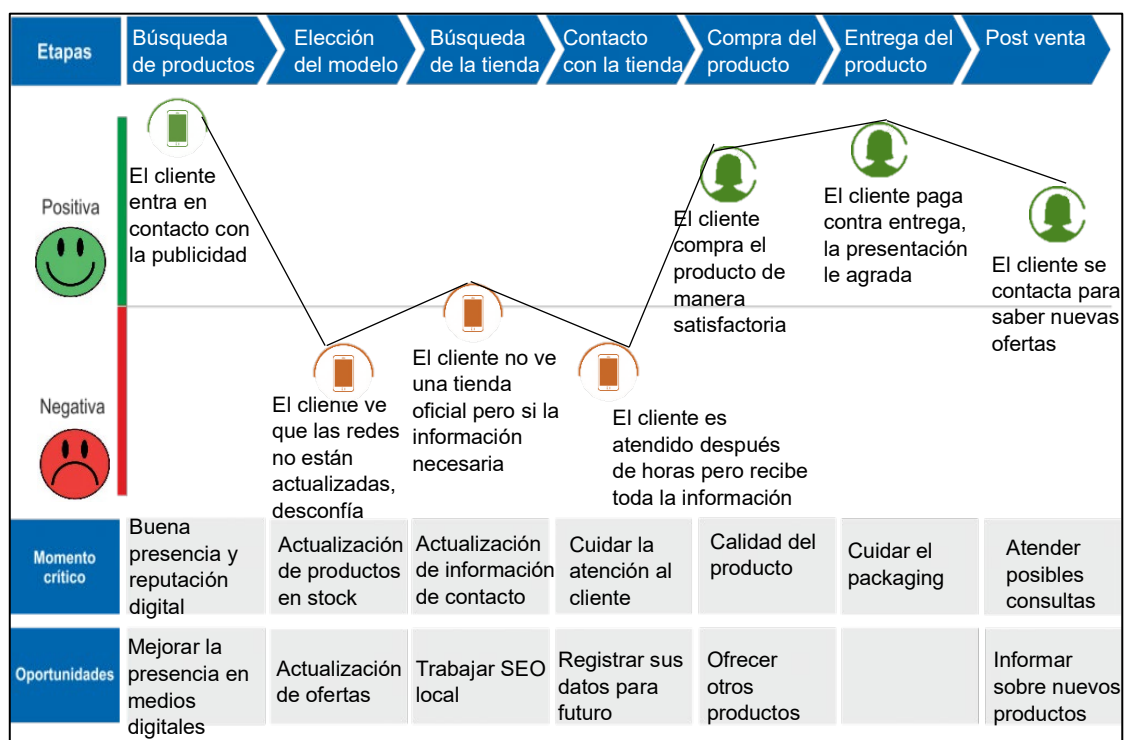 Etapas
Búsqueda
de productos
Elección
del modelo
Búsqueda
de la tienda
Contacto
con la tienda
Compra del
producto
Entrega del
producto
Post venta
Positiva
El cliente
entra en
contacto con
la publicidad
El cliente
compra el
producto de
manera
satisfactoria
El cliente paga
contra entrega,
la presentación
le agrada
El cliente se
contacta para
saber nuevas
ofertas
Negativa
El cliente ve
que las redes
no están
actualizadas,
desconfía
El cliente no ve
una tienda
oficial pero si la
información
necesaria
El cliente es
atendido después
de horas pero recibe
toda la información
Momento
crítico
Buena
presencia y
reputación
digital
Actualización
de productos
en stock
Actualización
de información
de contacto
Cuidar la
atención al
cliente
Calidad del
producto
Cuidar el
packaging
Atender
posibles
consultas
Oportunidades
Mejorar la
presencia en
medios
digitales
Actualización
de ofertas
Trabajar SEO
local
Registrar sus
datos para
futuro
Ofrecer
otros
productos
Informar
sobre nuevos
productos